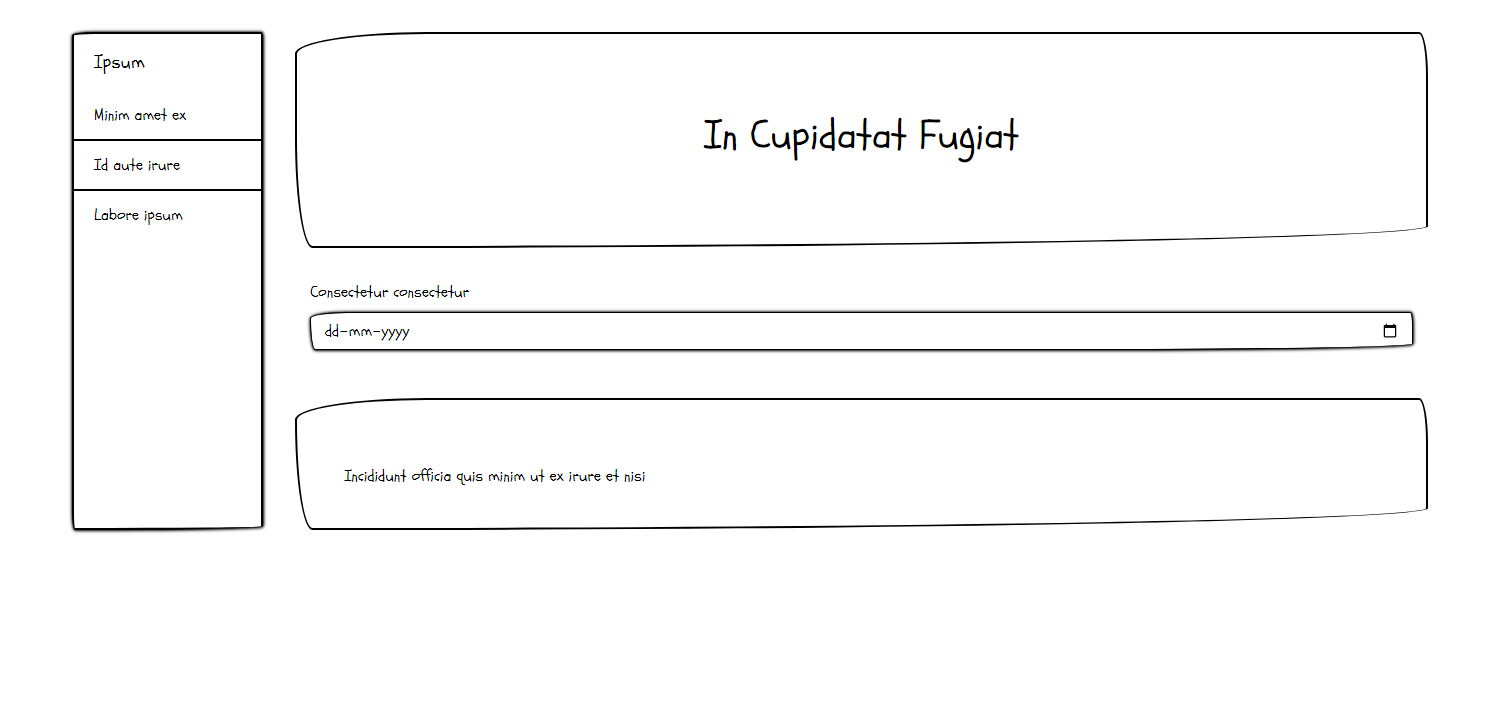 Ipsum
Minim amet ex
Id aute irure
Labore ipsum
In Cupidatat Fugiat
Consectetur consectetur
dd-mm-yyyy
Incididunt officia quis minim ut ex irure et nisi